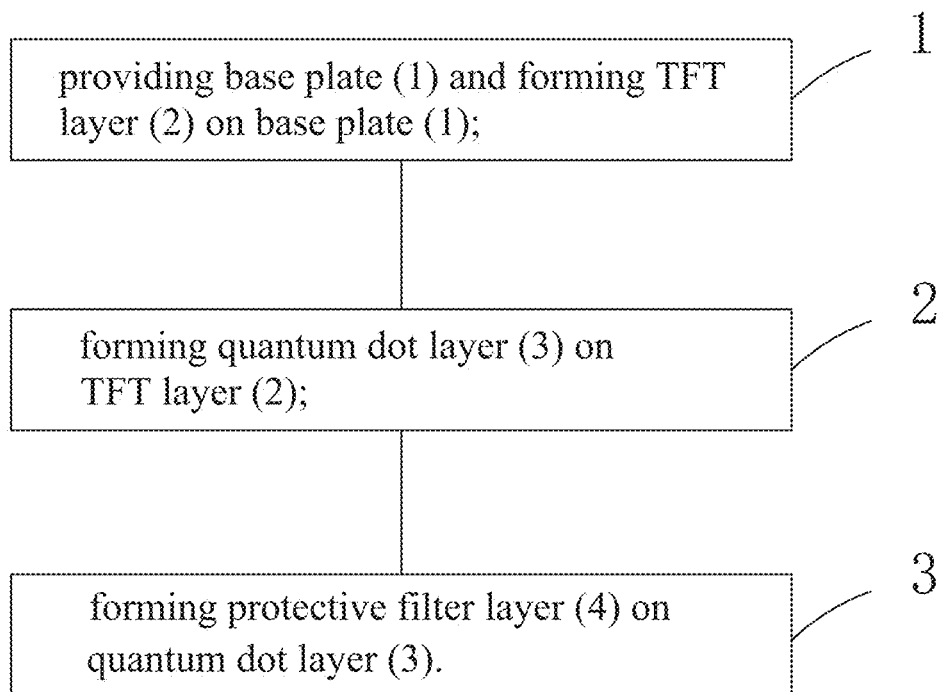 1
providing base plate (1) and forming TFT
layer (2) on base plate (1);
2
forming quantum dot layer (3) on
TFT layer (2);
3
forming protective filter layer (4) on
quantum dot layer (3).